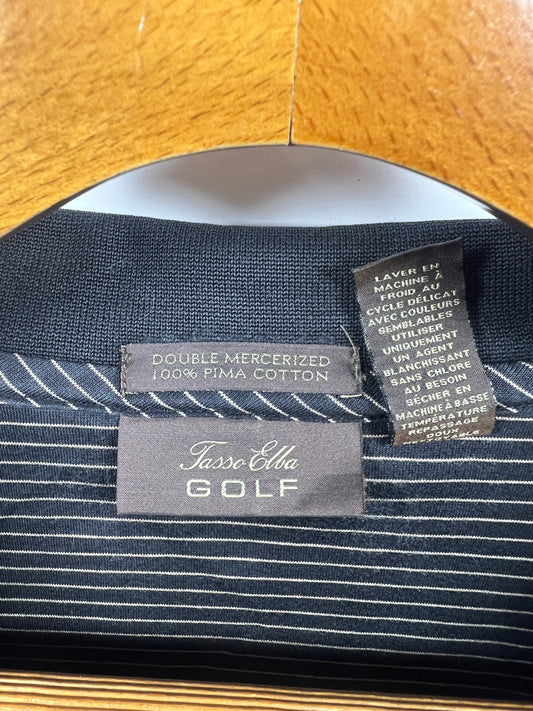 DOUBLE MERCERIZED
100% PIMA COTTON
Tasso Elba
GOLF
LAVER EN
MACHINE À
FROID AU
CYCLE DÉLICAT
AVEC COULEURS
SEMBLABLES
UTILISER
UNIQUEMENT
UN AGENT
BLANCHISSANT
SANS CHLORE
AU BESOIN
SÉCHER EN
MACHINE À BASSE
TEMPÉRATURE
REPASSAGE
DOUX